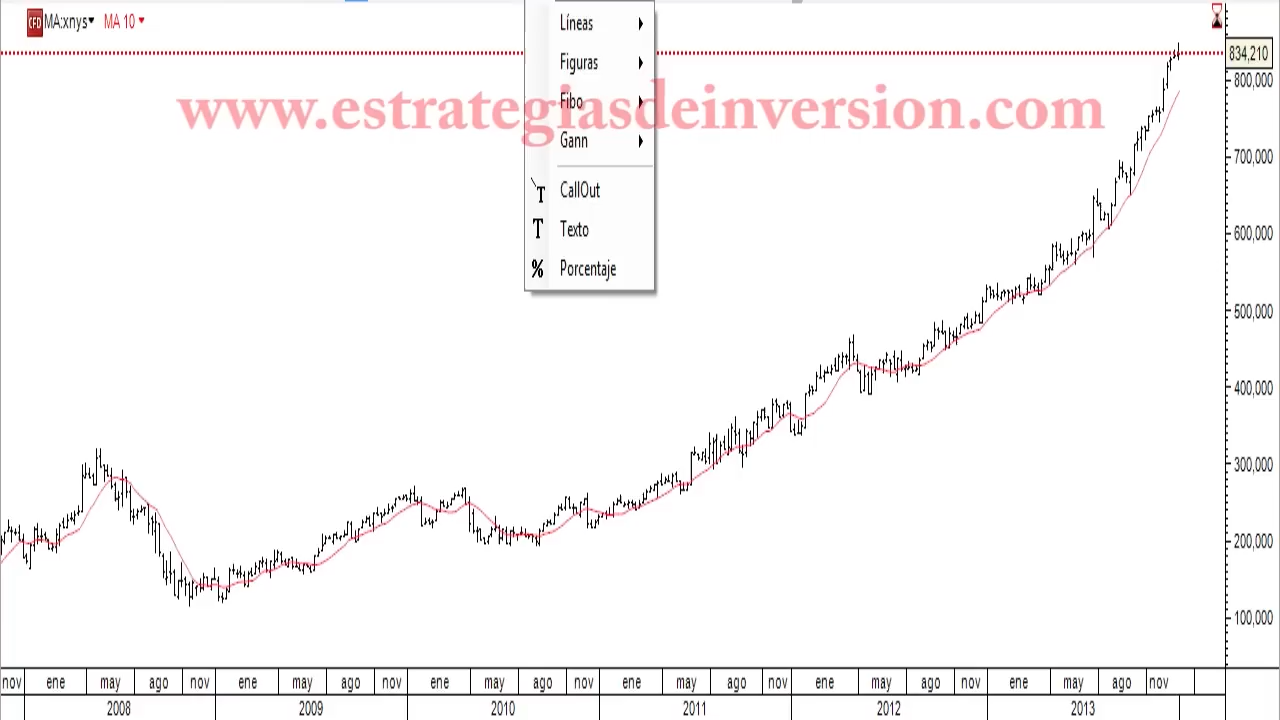 CFD MA:xnys MA 10
Líneas
Figuras
Fibo
Gann
CallOut
T Texto
% Porcentaje
www.estrategiasdeinversion.com
834,210
800,000
700,000
600,000
500,000
400,000
300,000
200,000
100,000
nov ene may ago nov ene may ago nov ene may ago nov ene may ago nov ene may ago nov ene may ago nov
2008 2009 2010 2011 2012 2013